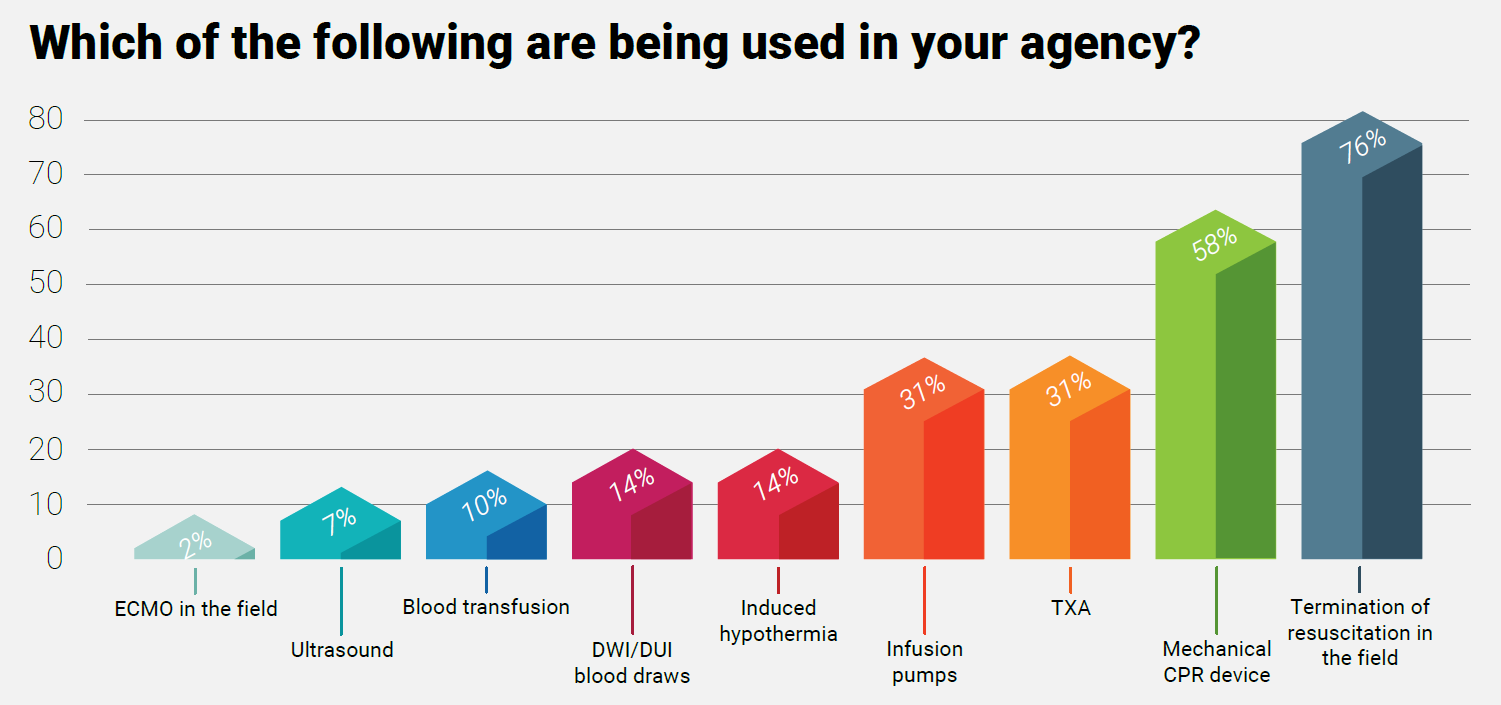 Which of the following are being used in your agency?
80
70
60
50
40
30
20
10
0
2%
7%
10%
14%
14%
31%
31%
58%
76%
ECMO in the field
Ultrasound
Blood transfusion
DWI/DUI
blood draws
Induced
hypothermia
Infusion
pumps
TXA
Mechanical
CPR device
Termination of
resuscitation in
the field